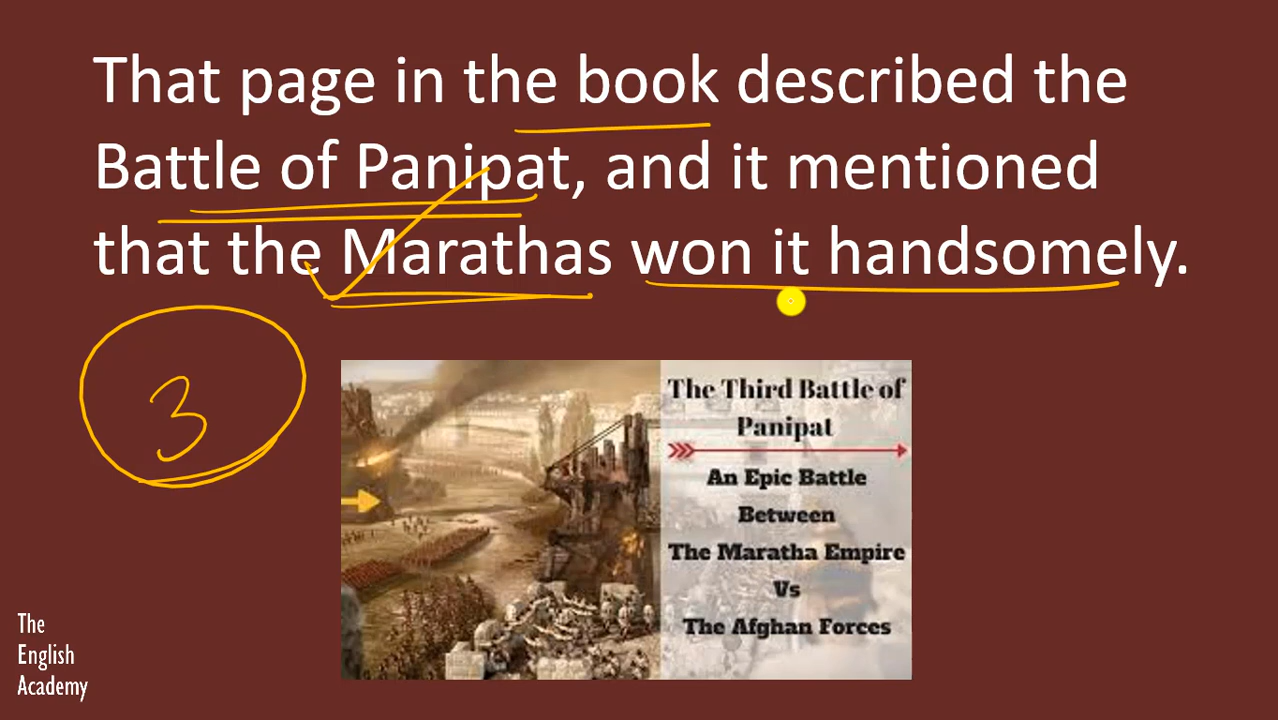 That page in the book described the
Battle of Panipat, and it mentioned
that the Marathas won it handsomely.
3
The Third Battle of
Panipat
An Epic Battle
Between
The Maratha Empire
Vs
The Afghan Forces
The
English
Academy